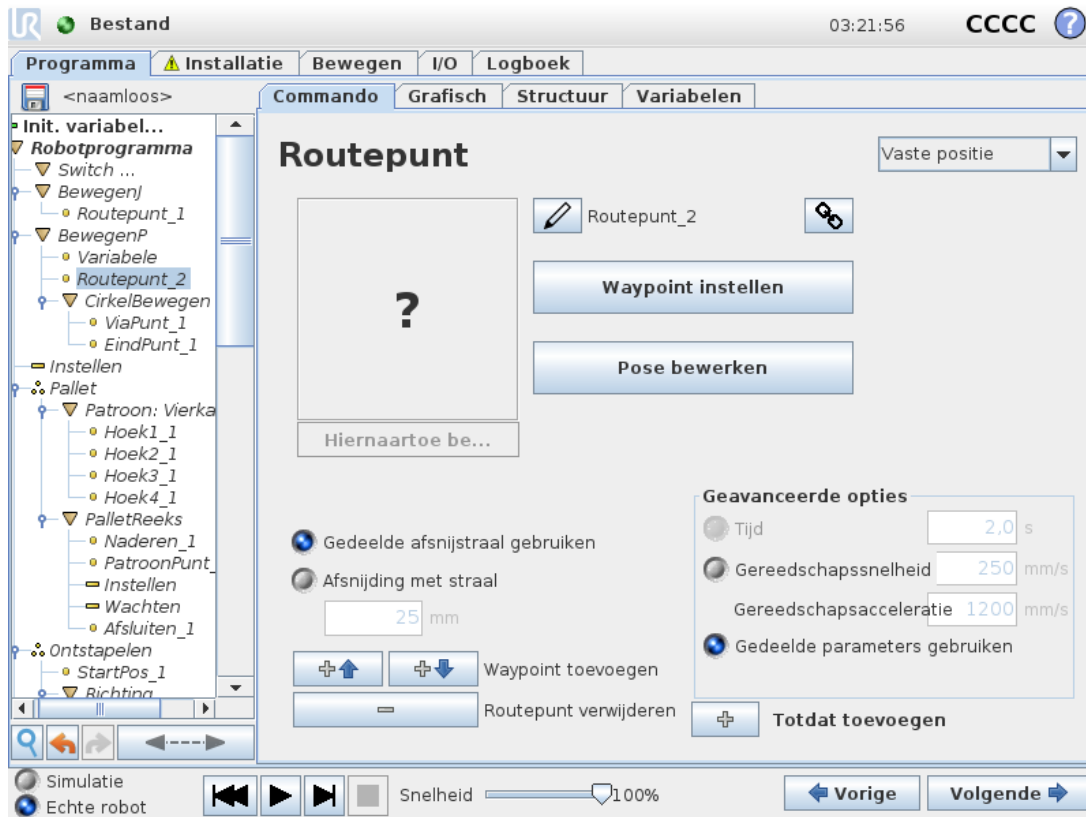 UR Bestand 03:21:56 CCCC ?
Programma Installatie Bewegen I/O Logboek
<naamloos>
Commando Grafisch Structuur Variabelen
Init. variabel...
Robotprogramma
Switch ...
BewegenJ
Routepunt_1
BewegenP
Variabele
Routepunt_2
CirkelBewegen
ViaPunt_1
EindPunt_1
Instellen
Pallet
Patroon: Vierka
Hoek1_1
Hoek2_1
Hoek3_1
Hoek4_1
PalletReeks
Naderen_1
PatroonPunt_
Instellen
Wachten
Afsluiten_1
Ontstapelen
StartPos_1
Richting
Routepunt
Vaste positie
?
Routepunt_2
Waypoint instellen
Pose bewerken
Hiernaartoe be...
Gedeelde afsnijstraal gebruiken
Afsnijding met straal
25 mm
Waypoint toevoegen
Routepunt verwijderen
Geavanceerde opties
Tijd 2,0 s
Gereedschapssnelheid 250 mm/s
Gereedschapsacceleratie 1200 mm/s
Gedeelde parameters gebruiken
Totdat toevoegen
Simulatie
Echte robot
Snelheid 100%
Vorige
Volgende